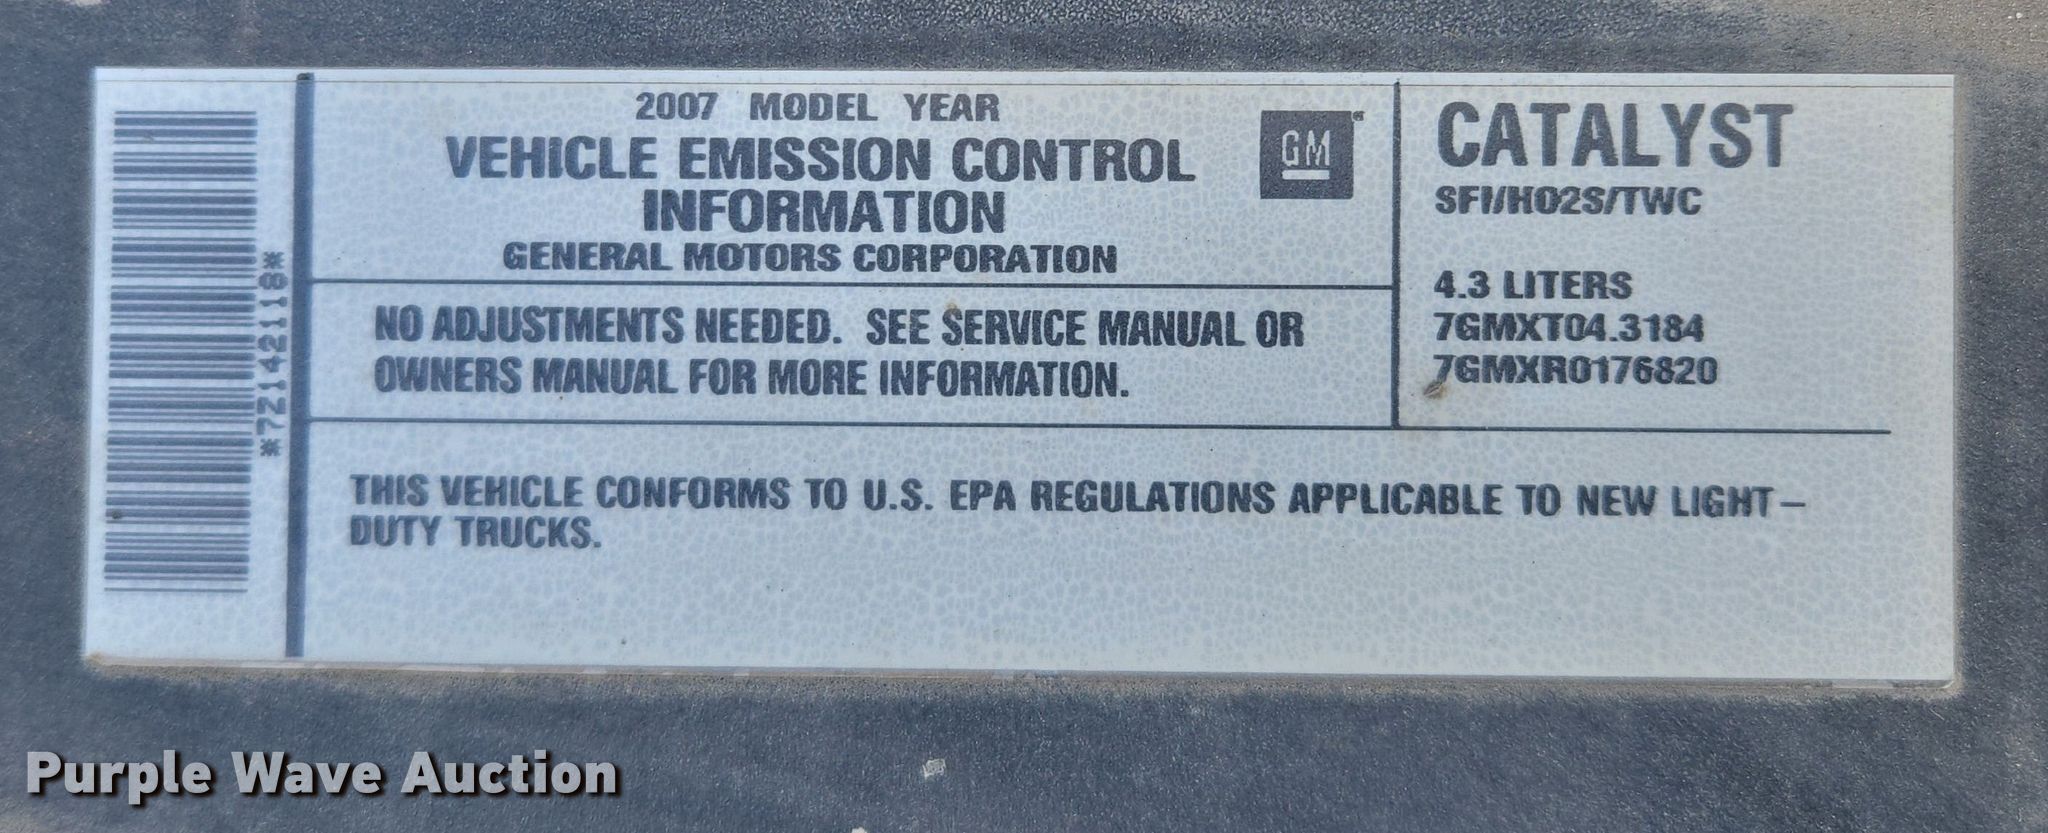 *72142118*
2007 MODEL YEAR
VEHICLE EMISSION CONTROL
INFORMATION
GENERAL MOTORS CORPORATION
GM
NO ADJUSTMENTS NEEDED. SEE SERVICE MANUAL OR
OWNERS MANUAL FOR MORE INFORMATION.
CATALYST
SFI/HO2S/TWC
4.3 LITERS
7GMXT04.3184
7GMXR0176820
THIS VEHICLE CONFORMS TO U.S. EPA REGULATIONS APPLICABLE TO NEW LIGHT-
DUTY TRUCKS.
Purple Wave Auction